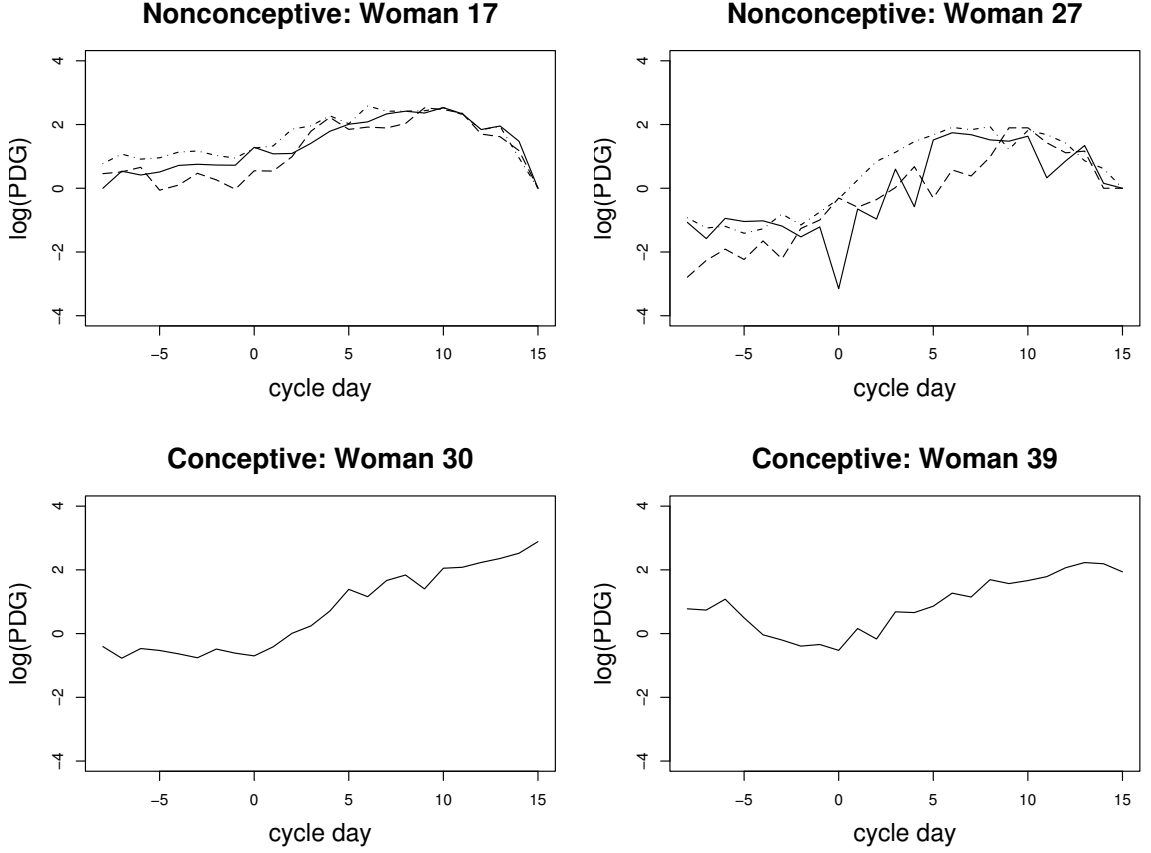 Nonconceptive: Woman 17
log(PDG)
4
2
0
−2
−4
−5 0 5 10 15
cycle day
Nonconceptive: Woman 27
log(PDG)
4
2
0
−2
−4
−5 0 5 10 15
cycle day
Conceptive: Woman 30
log(PDG)
4
2
0
−2
−4
−5 0 5 10 15
cycle day
Conceptive: Woman 39
log(PDG)
4
2
0
−2
−4
−5 0 5 10 15
cycle day